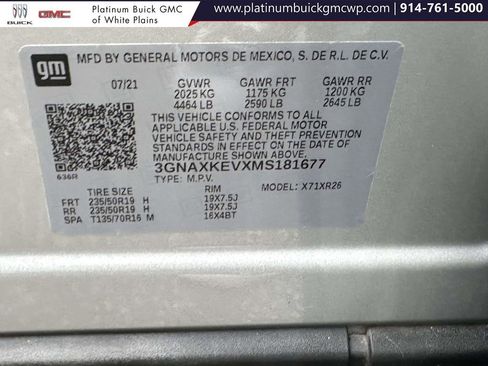 BUICK GMC
Platinum Buick GMC
of White Plains
www.platinumbuickgmcwp.com
914-761-5000
gm
MFD BY GENERAL MOTORS DE MEXICO, S. DE R.L. DE C.V.
07/21 GVWR GAWR FRT GAWR RR
2025 KG 1175 KG 1200 KG
4464 LB 2590 LB 2645 LB
THIS VEHICLE CONFORMS TO ALL
APPLICABLE U.S. FEDERAL MOTOR
VEHICLE SAFETY AND THEFT PREVENTION
STANDARDS IN EFFECT ON THE DATE OF
MANUFACTURE SHOWN ABOVE.
3GNAXKEVXMS181677
636R
TYPE: M.P.V. MODEL: X71XR26
TIRE SIZE RIM
FRT 235/50R19 H 19X7.5J
RR 235/50R19 H 19X7.5J
SPA T135/70R16 M 16X4BT